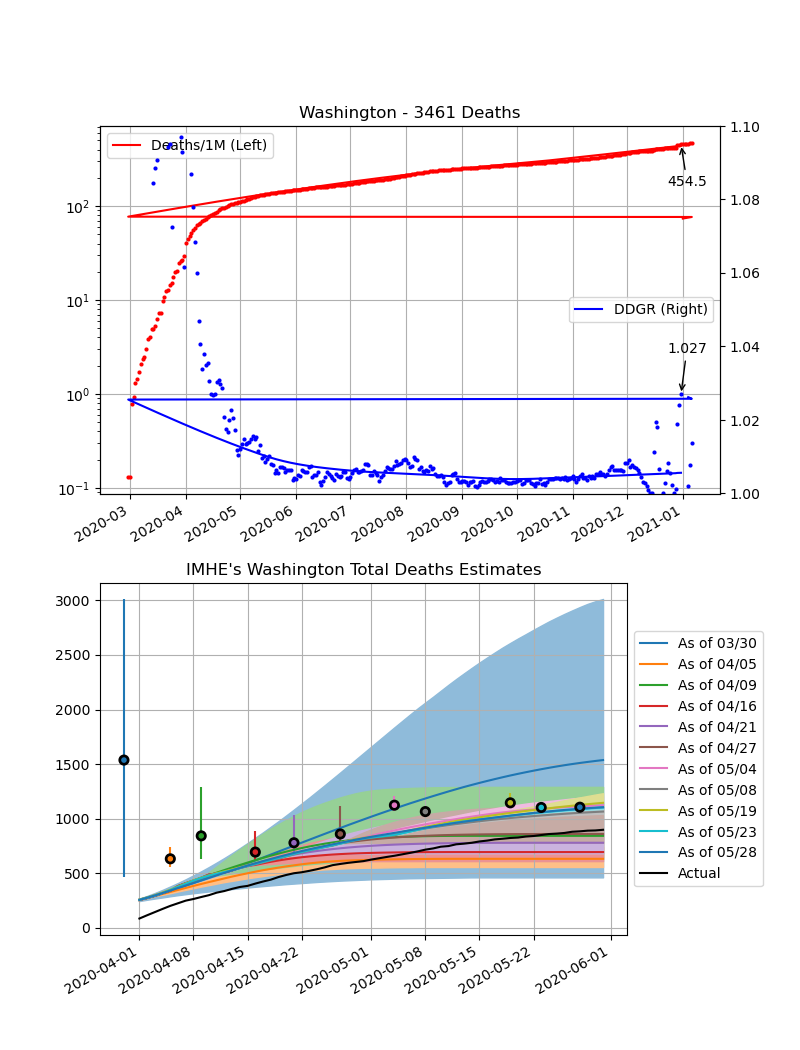 Washington - 3461 Deaths
Deaths/1M (Left)
DDGR (Right)
454.5
1.027
10²
10¹
10⁰
10⁻¹
1.10
1.08
1.06
1.04
1.02
1.00
2020-03
2020-04
2020-05
2020-06
2020-07
2020-08
2020-09
2020-10
2020-11
2020-12
2021-01
IMHE's Washington Total Deaths Estimates
3000
2500
2000
1500
1000
500
0
2020-04-01
2020-04-08
2020-04-15
2020-04-22
2020-05-01
2020-05-08
2020-05-15
2020-05-22
2020-06-01
As of 03/30
As of 04/05
As of 04/09
As of 04/16
As of 04/21
As of 04/27
As of 05/04
As of 05/08
As of 05/19
As of 05/23
As of 05/28
Actual